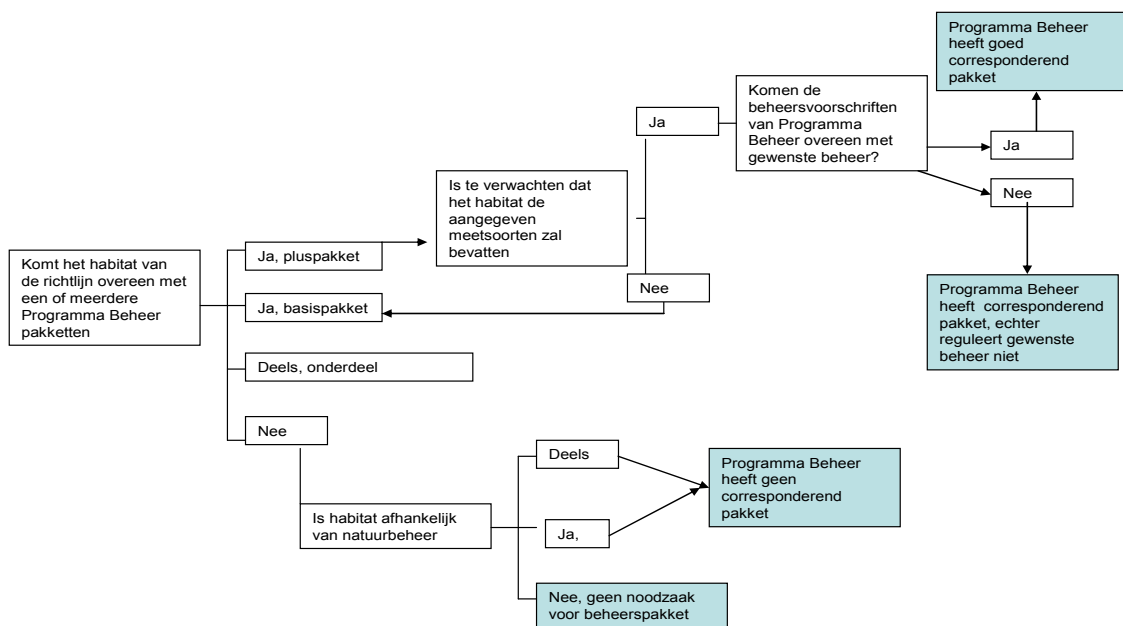 Programma Beheer
heeft goed
corresponderend
pakket
Komen de
beheersvoorschriften
van Programma
Beheer overeen met
gewenste beheer?
Ja
Ja
Nee
Is te verwachten dat
het habitat de
aangegeven
meetsoorten zal
bevatten
Nee
Komt het habitat van
de richtlijn overeen met
een of meerdere
Programma Beheer
pakketten
Ja, pluspakket
Ja, basispakket
Deels, onderdeel
Nee
Programma Beheer
heeft corresponderend
pakket, echter
reguleert gewenste
beheer niet
Is habitat afhankelijk
van natuurbeheer
Deels
Ja,
Nee, geen noodzaak
voor beheerspakket
Programma Beheer
heeft geen
corresponderend
pakket